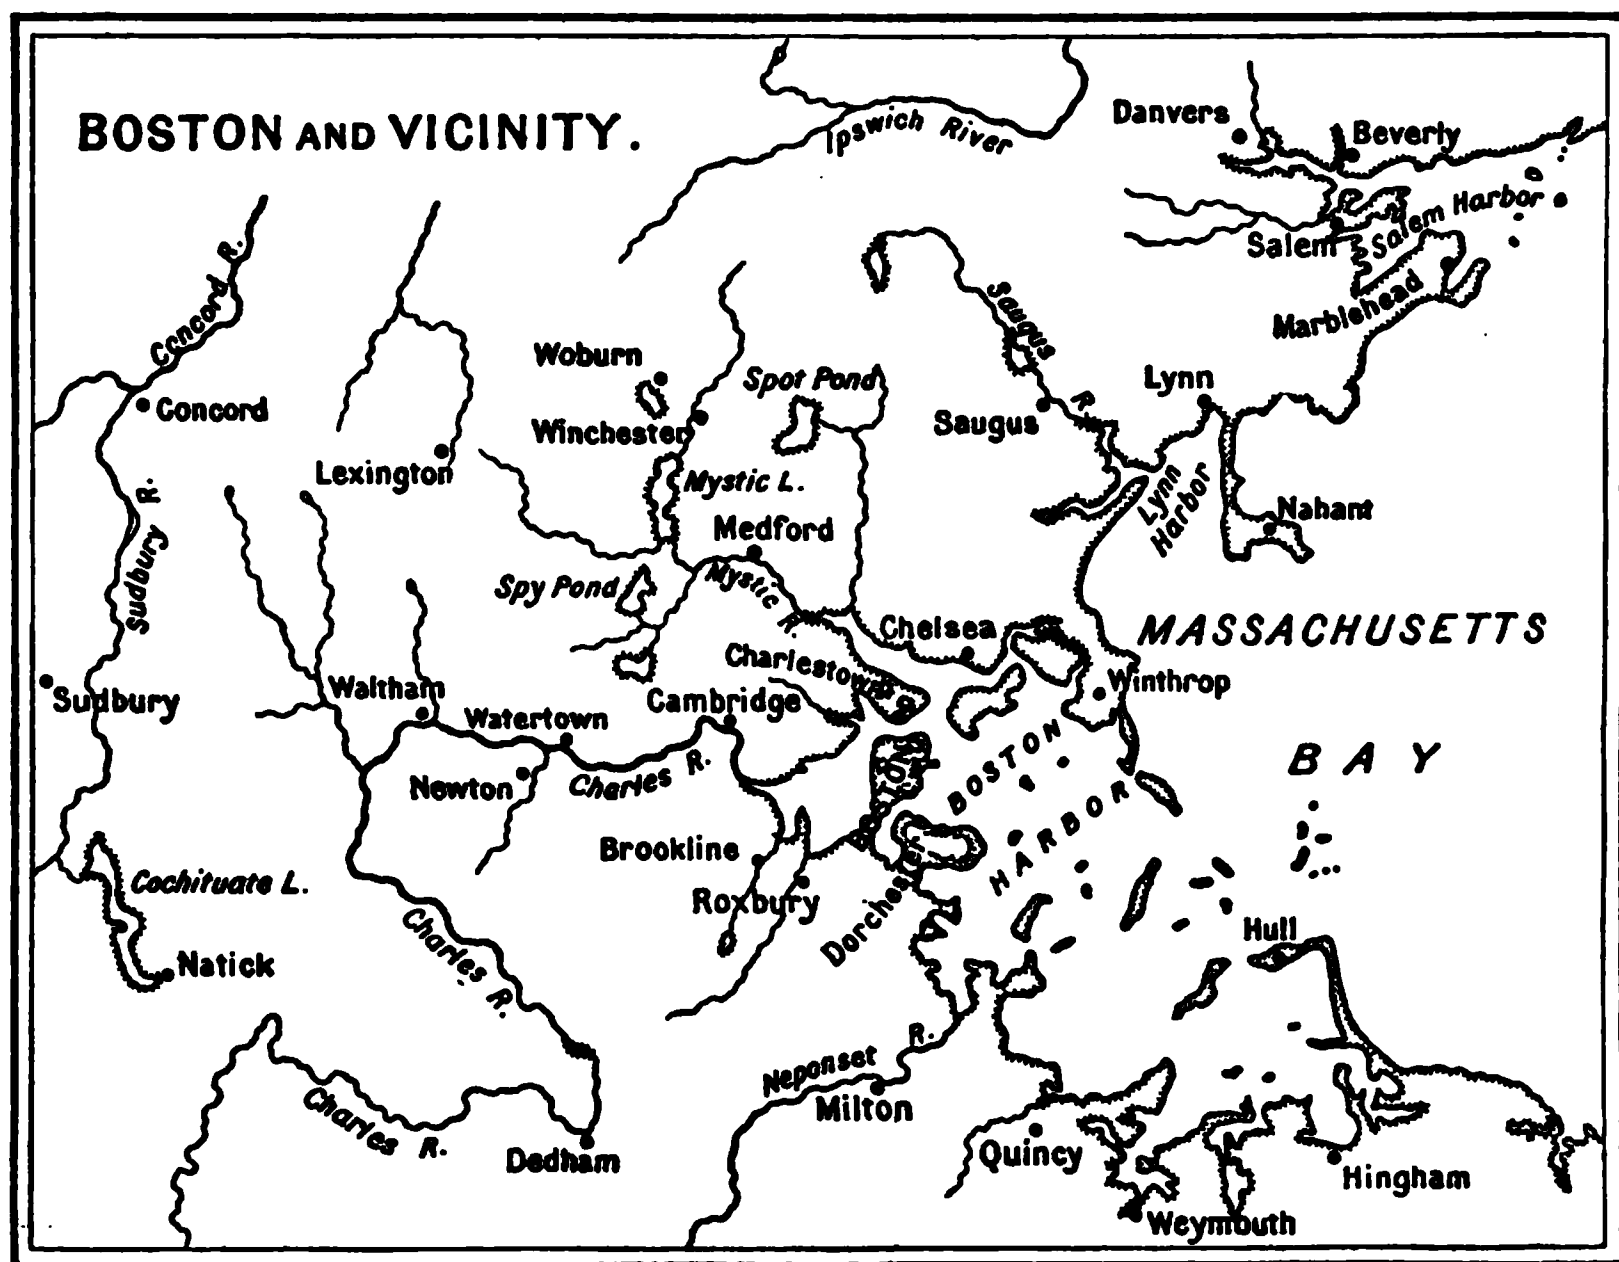 BOSTON AND VICINITY.
Ipswich River
Danvers
Beverly
Salem Harbor
Salem
Marblehead
Concord R.
Saugus R.
Woburn
Spot Pond
Lynn
Concord
Winchester
Saugus
Lexington
Mystic L.
Lynn
Harbor
Nahant
Sudbury R.
Medford
Spy Pond
Mystic R.
Chelsea
MASSACHUSETTS
Charlestown
Winthrop
Sudbury
Waltham
Watertown
Cambridge
BAY
Newton
Charles R.
BOSTON
BOSTON
HARBOR
Brookline
Cochituate L.
Roxbury
Dorchester
Charles R.
Hull
Natick
Neponset R.
Milton
Charles R.
Dedham
Quincy
Hingham
Weymouth